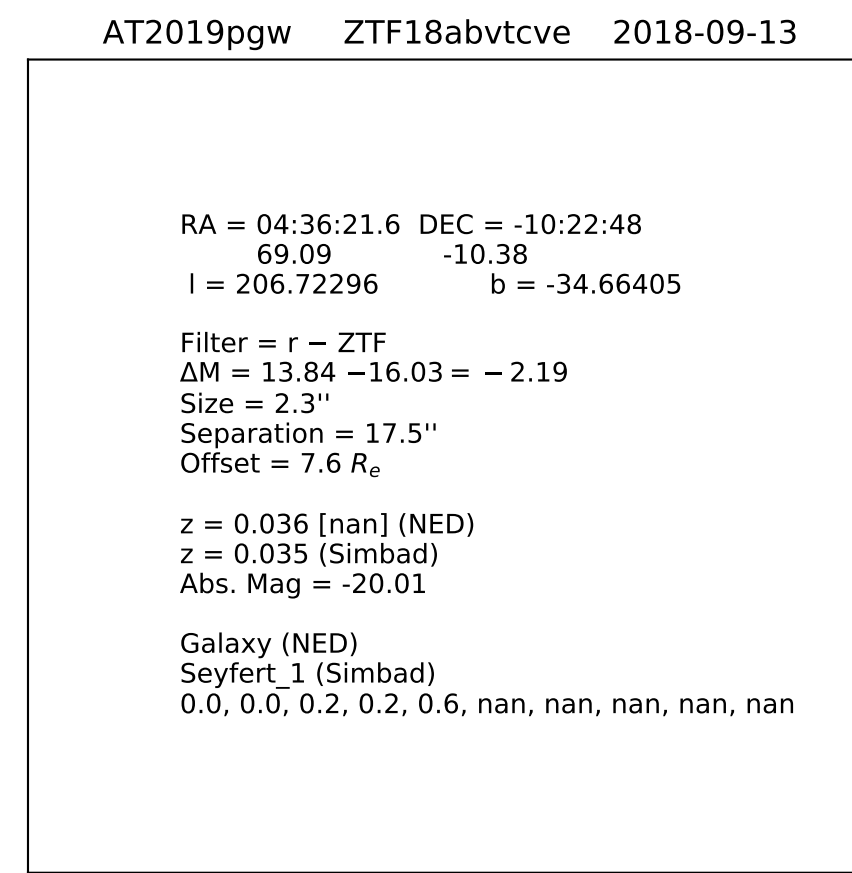 AT2019pgw ZTF18abvtcve 2018-09-13
RA = 04:36:21.6 DEC = -10:22:48
69.09 -10.38
l = 206.72296 b = -34.66405
Filter = r − ZTF
ΔM = 13.84 −16.03 = −2.19
Size = 2.3''
Separation = 17.5''
Offset = 7.6 Rₑ
z = 0.036 [nan] (NED)
z = 0.035 (Simbad)
Abs. Mag = -20.01
Galaxy (NED)
Seyfert_1 (Simbad)
0.0, 0.0, 0.2, 0.2, 0.6, nan, nan, nan, nan, nan